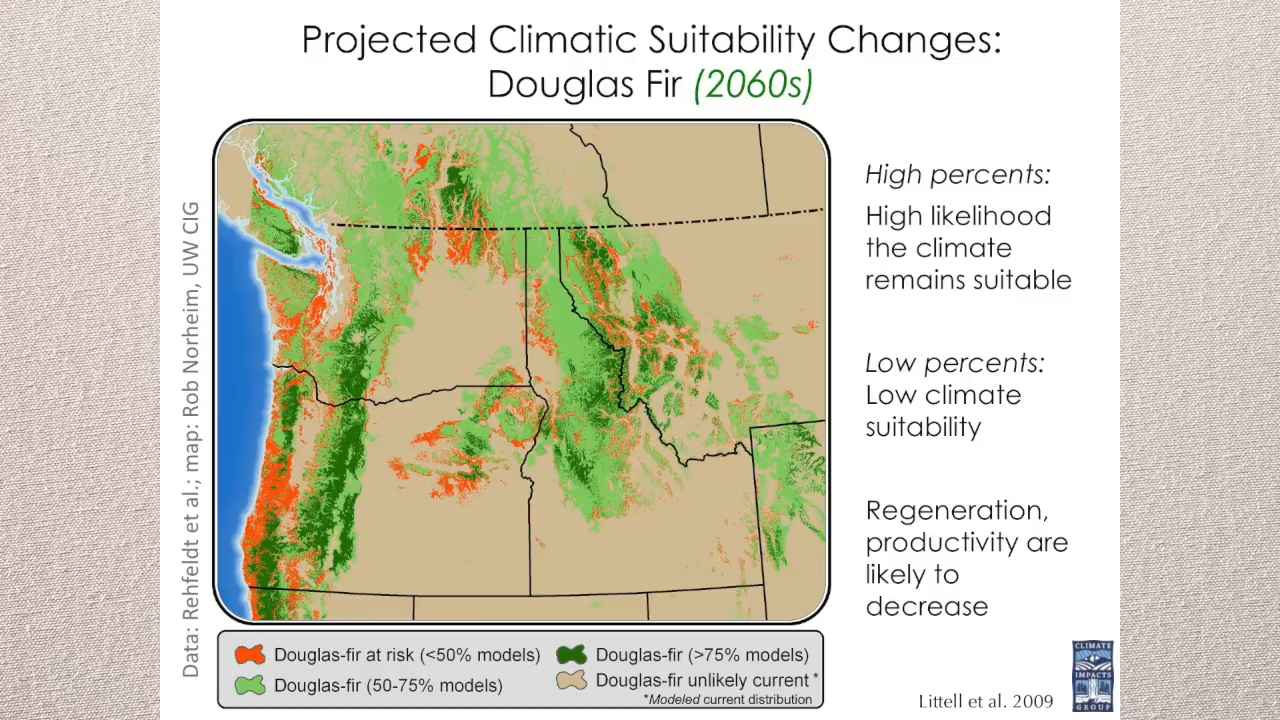 Projected Climatic Suitability Changes:
Douglas Fir (2060s)
Data: Rehfeldt et al.; map: Rob Norheim, UW CIG
High percents:
High likelihood
the climate
remains suitable
Low percents:
Low climate
suitability
Regeneration,
productivity are
likely to
decrease
Douglas-fir at risk (<50% models)
Douglas-fir (50-75% models)
Douglas-fir (>75% models)
Douglas-fir unlikely current *
*Modeled current distribution
CLIMATE
IMPACTS
GROUP
Littell et al. 2009